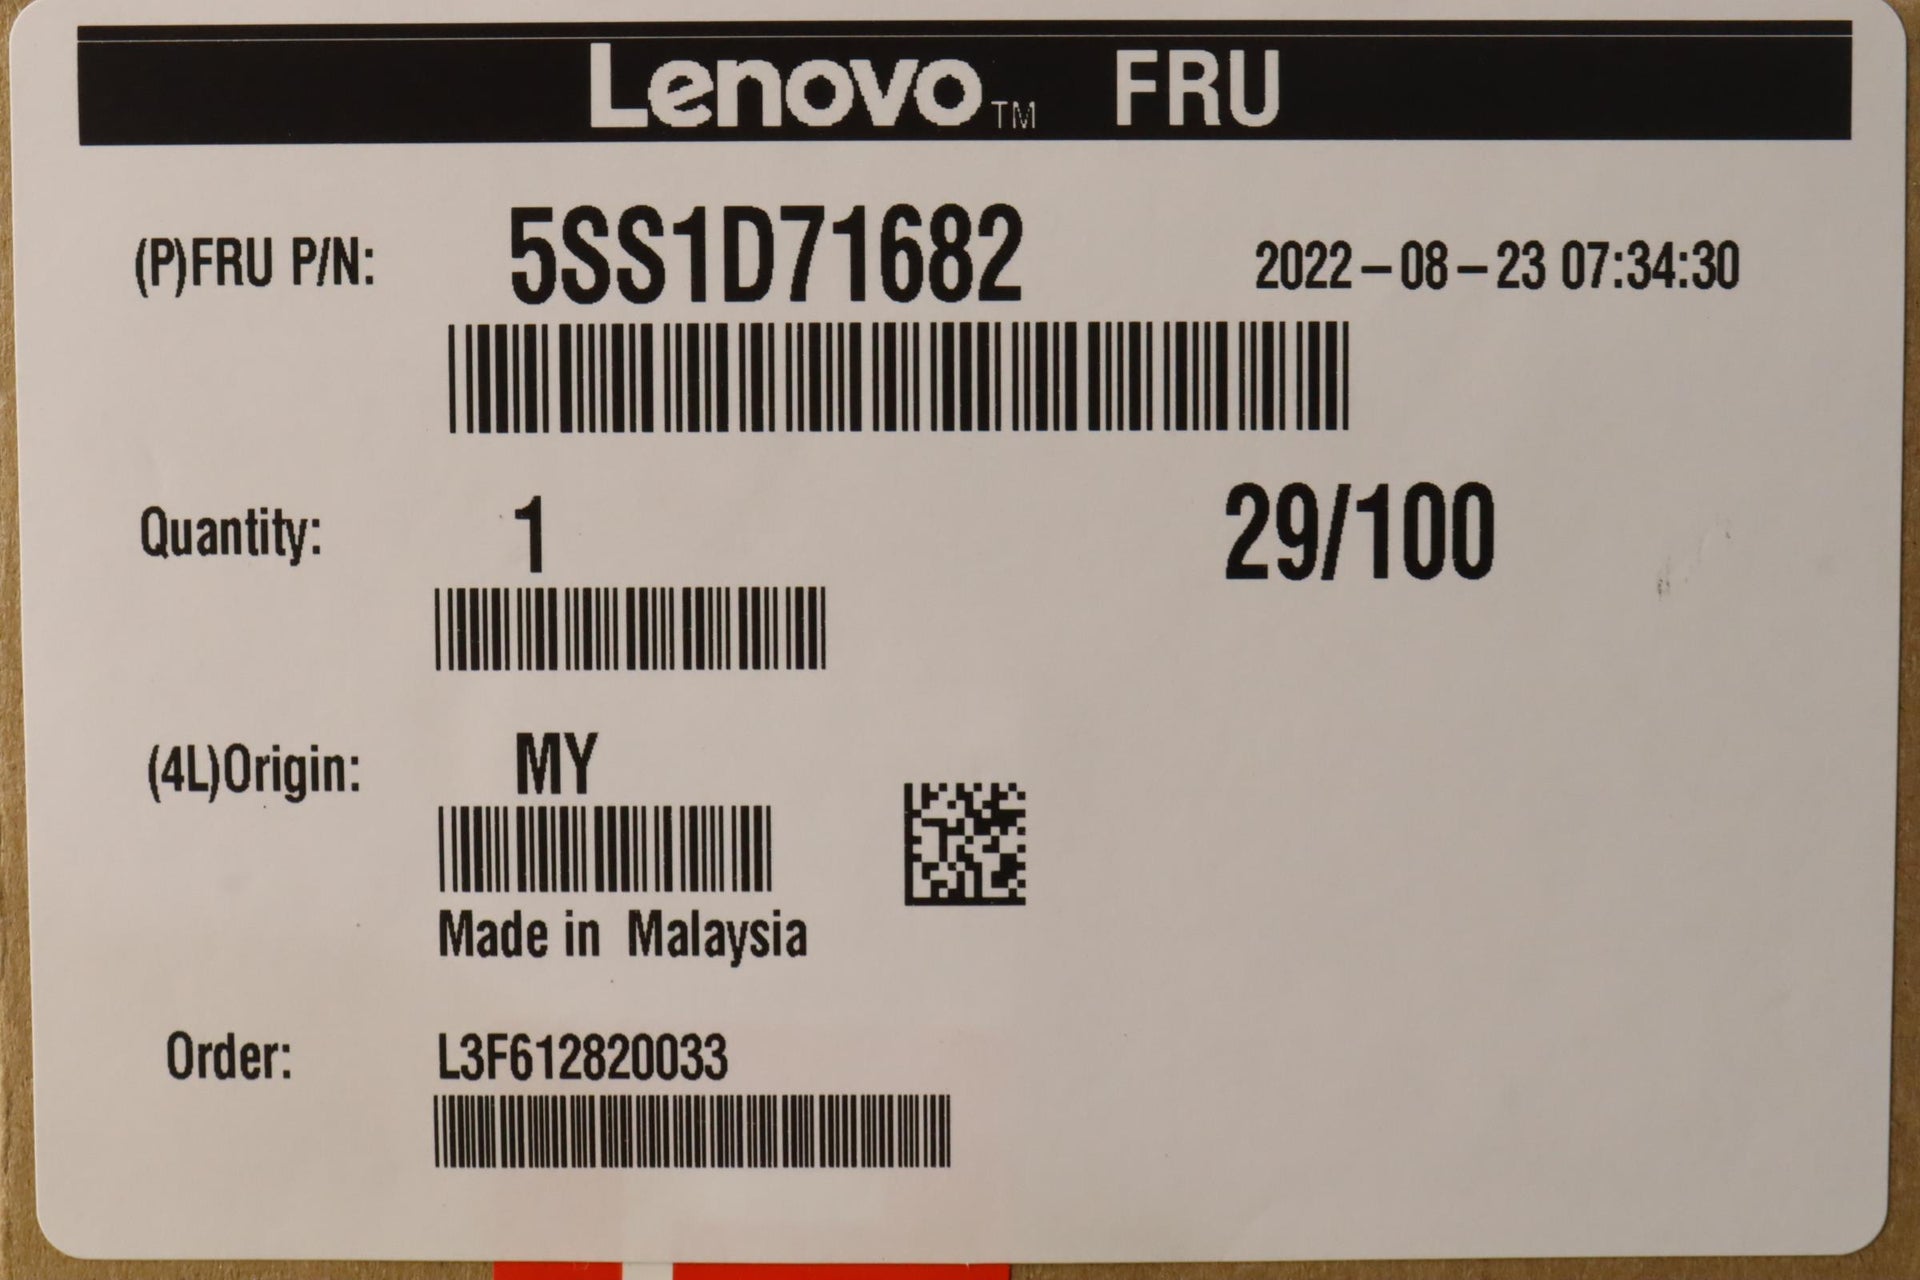 Lenovo™ FRU
(P)FRU P/N: 5SS1D71682 2022-08-23 07:34:30
Quantity: 1 29/100
(4L)Origin: MY
Made in Malaysia
Order: L3F612820033